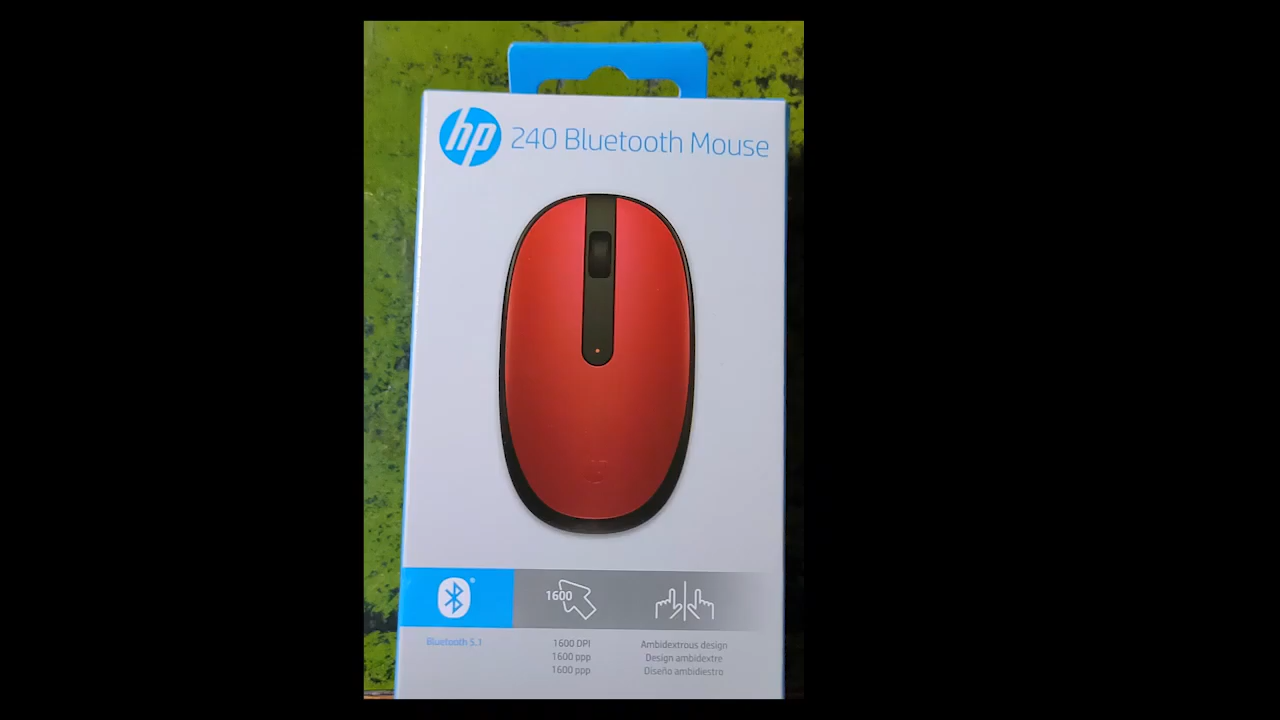 hp 240 Bluetooth Mouse
1600
Bluetooth 5.1
1600 DPI
1600 ppp
1600 ppp
Ambidextrous design
Design ambidextre
Diseño ambidiestro